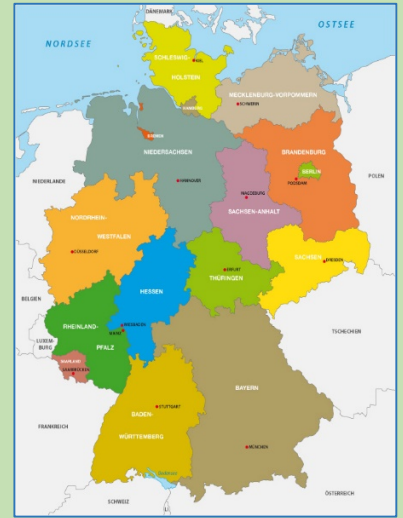 DÄNEMARK
OSTSEE
NORDSEE
SCHLESWIG-
KIEL
HOLSTEIN
MECKLENBURG-VORPOMMERN
SCHWERIN
HAMBURG
BREMEN
NIEDERSACHSEN
BRANDENBURG
BERLIN
POTSDAM
POLEN
NIEDERLANDE
HANNOVER
MAGDEBURG
SACHSEN-ANHALT
NORDRHEIN-
WESTFALEN
DÜSSELDORF
SACHSEN
DRESDEN
ERFURT
THÜRINGEN
HESSEN
BELGIEN
RHEINLAND-
WIESBADEN
MAINZ
PFALZ
TSCHECHIEN
LUXEM-
BURG
SAARLAND
SAARBRÜCKEN
BAYERN
STUTTGART
BADEN-
WÜRTTEMBERG
FRANKREICH
MÜNCHEN
Bodensee
ÖSTERREICH
SCHWEIZ
LI